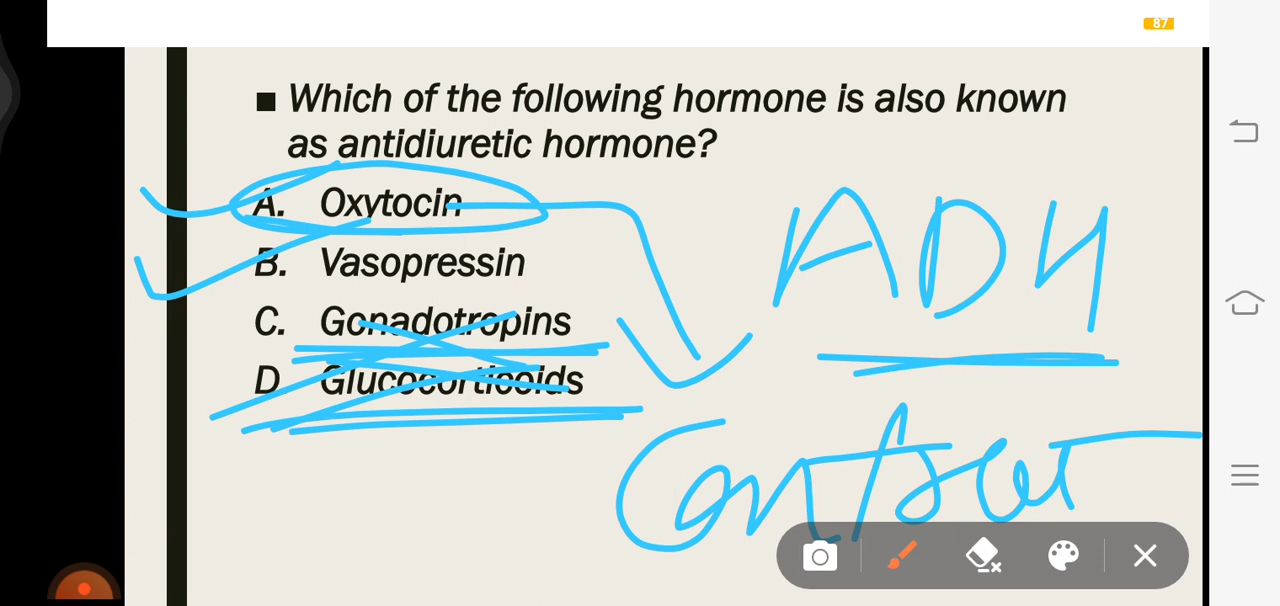 87
■ Which of the following hormone is also known
as antidiuretic hormone?
A. Oxytocin
B. Vasopressin
C. Gonadotropins
D Glucocorticoids
ADH